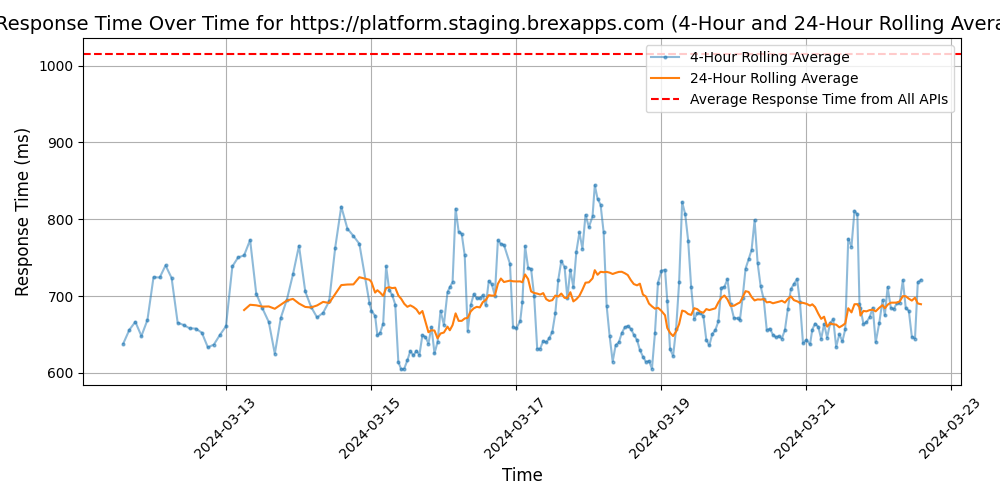 Response Time Over Time for https://platform.staging.brexapps.com (4-Hour and 24-Hour Rolling Avera
4-Hour Rolling Average
24-Hour Rolling Average
Average Response Time from All APIs
Response Time (ms)
1000
900
800
700
600
2024-03-13
2024-03-15
2024-03-17
2024-03-19
2024-03-21
2024-03-23
Time